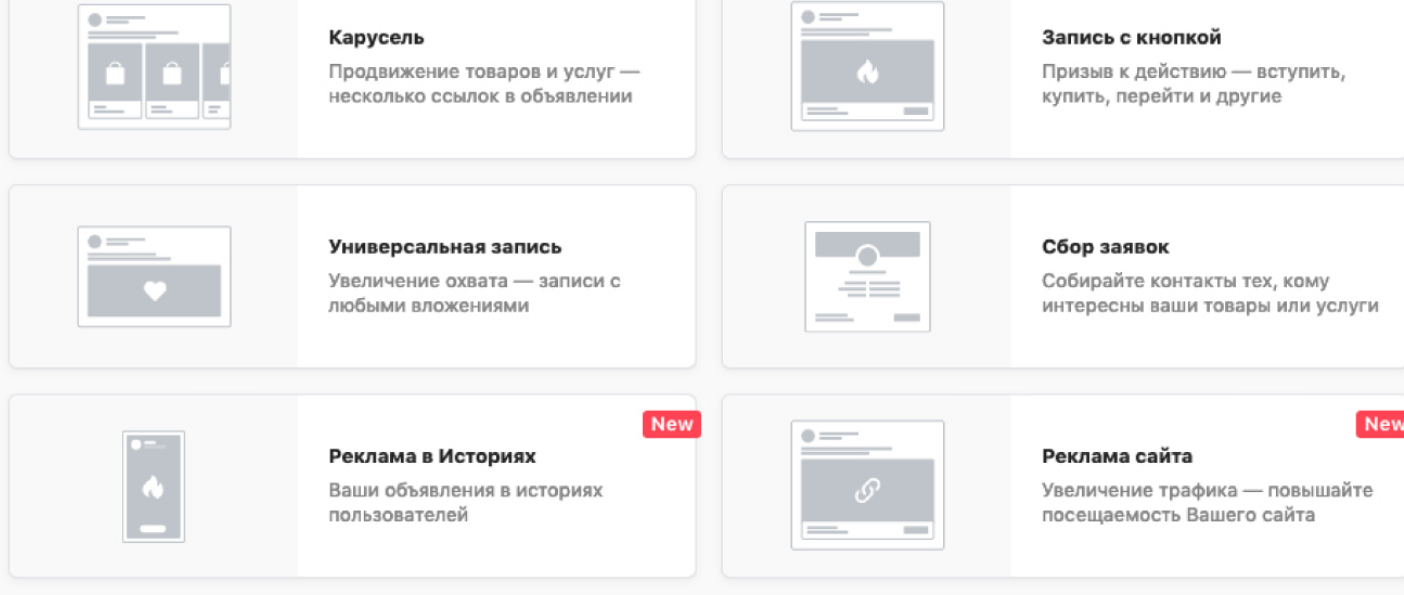 Карусель
Продвижение товаров и услуг —
несколько ссылок в объявлении
Запись с кнопкой
Призыв к действию — вступить,
купить, перейти и другие
Универсальная запись
Увеличение охвата — записи с
любыми вложениями
Сбор заявок
Собирайте контакты тех, кому
интересны ваши товары или услуги
New
Реклама в Историях
Ваши объявления в историях
пользователей
New
Реклама сайта
Увеличение трафика — повышайте
посещаемость Вашего сайта